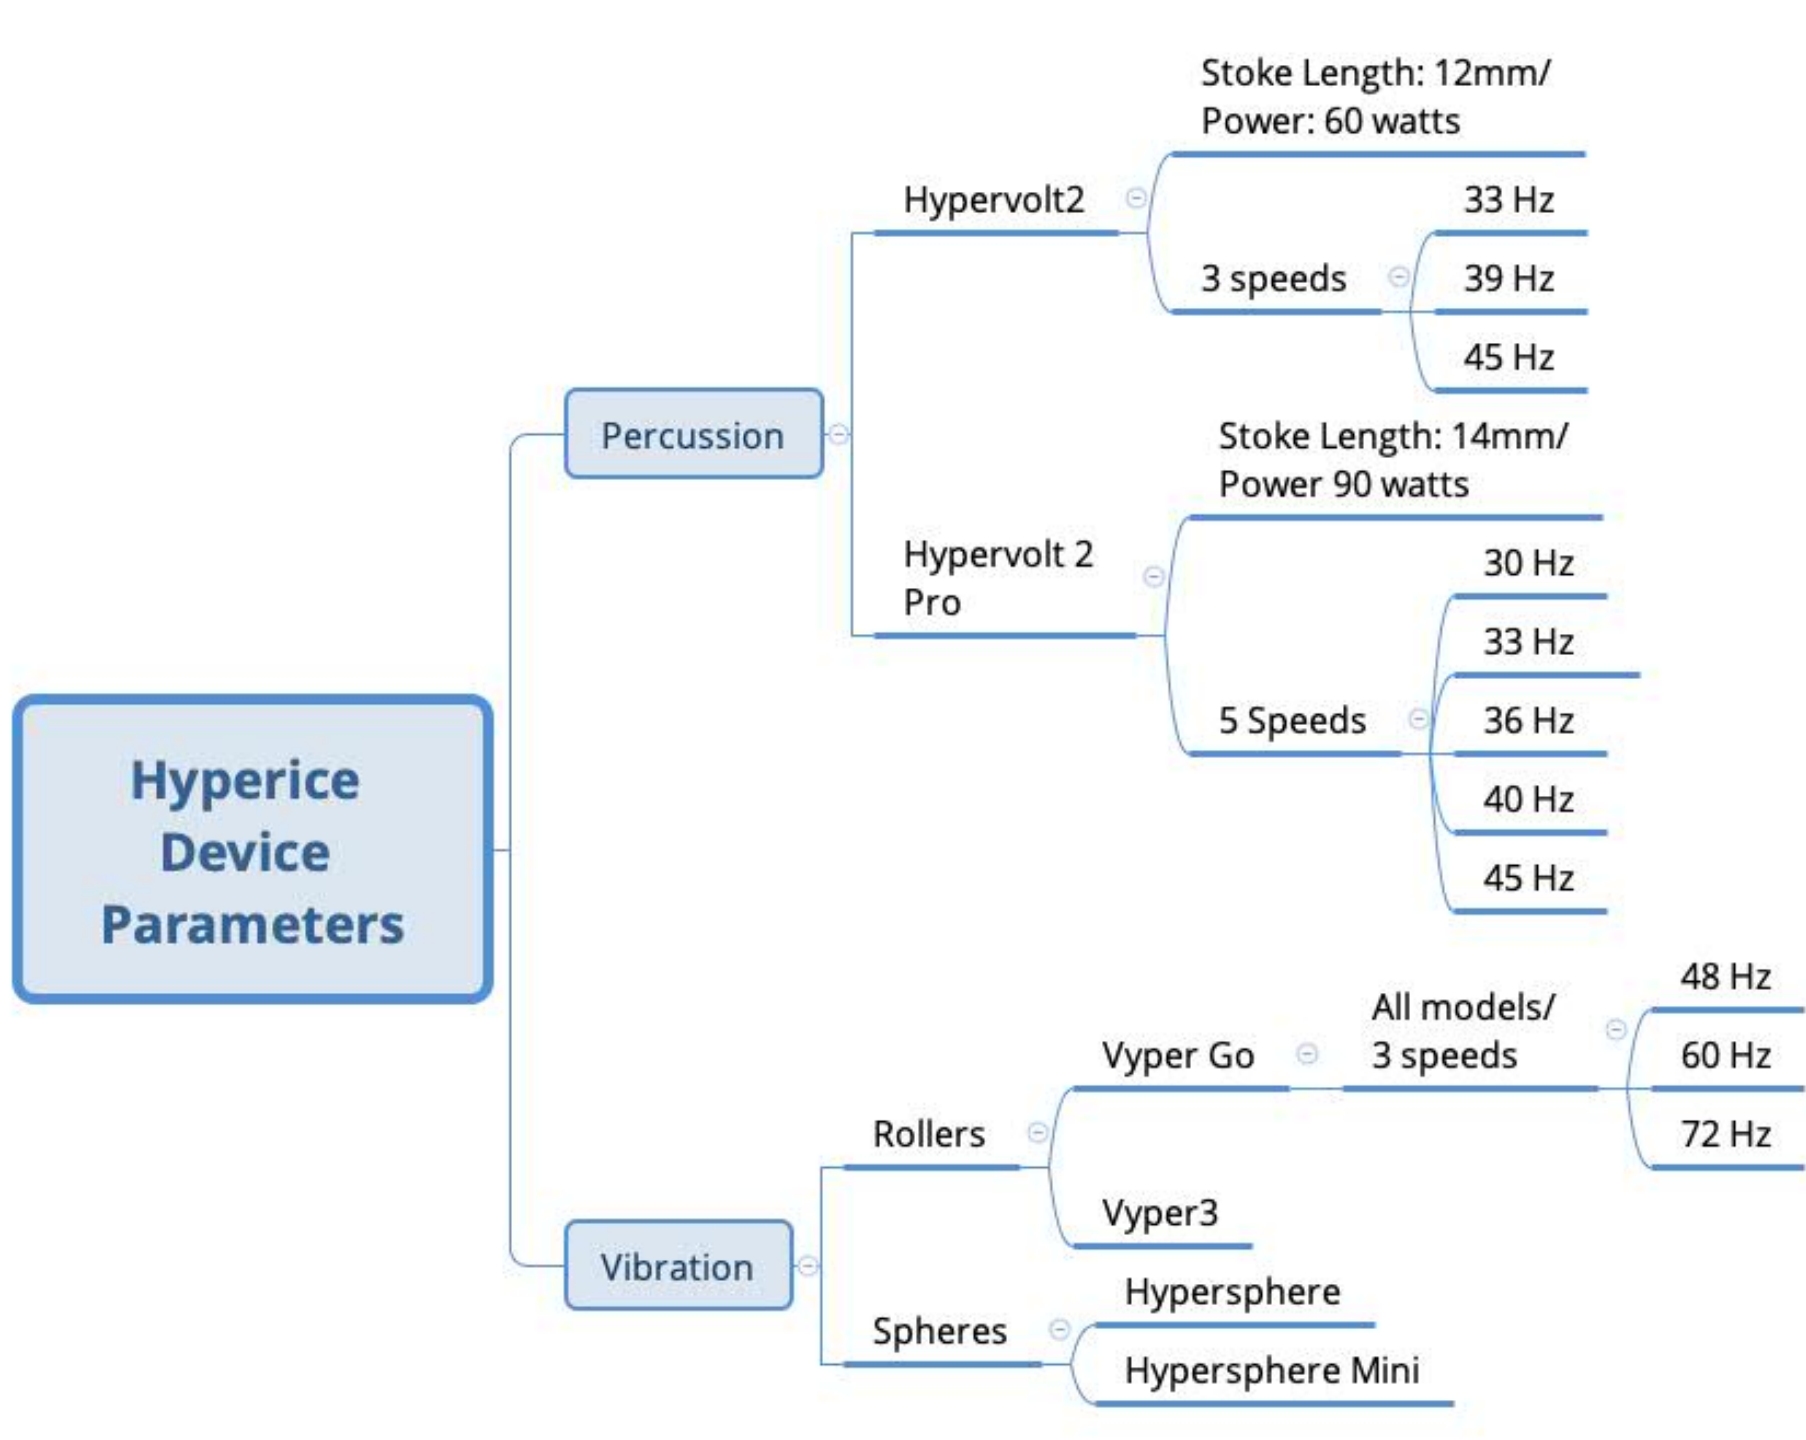 Hyperice
Device
Parameters
Percussion
Hypervolt2
Stoke Length: 12mm/
Power: 60 watts
3 speeds
33 Hz
39 Hz
45 Hz
Hypervolt 2
Pro
Stoke Length: 14mm/
Power 90 watts
5 Speeds
30 Hz
33 Hz
36 Hz
40 Hz
45 Hz
Vibration
Rollers
Vyper Go
All models/
3 speeds
48 Hz
60 Hz
72 Hz
Vyper3
Spheres
Hypersphere
Hypersphere Mini